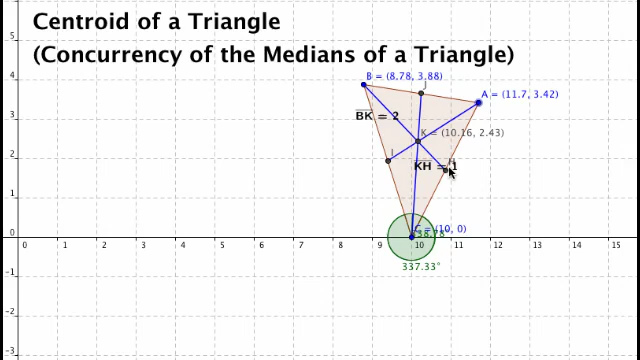 Centroid of a Triangle
(Concurrency of the Medians of a Triangle)
B = (8.78, 3.88)
J
A = (11.7, 3.42)
BK = 2
K = (10.16, 2.43)
I
KH = 1
C = (10, 0)
337.33°
5
4
3
2
1
0
0 1 2 3 4 5 6 7 8 9 10 11 12 13 14 15
−1
−2
−3